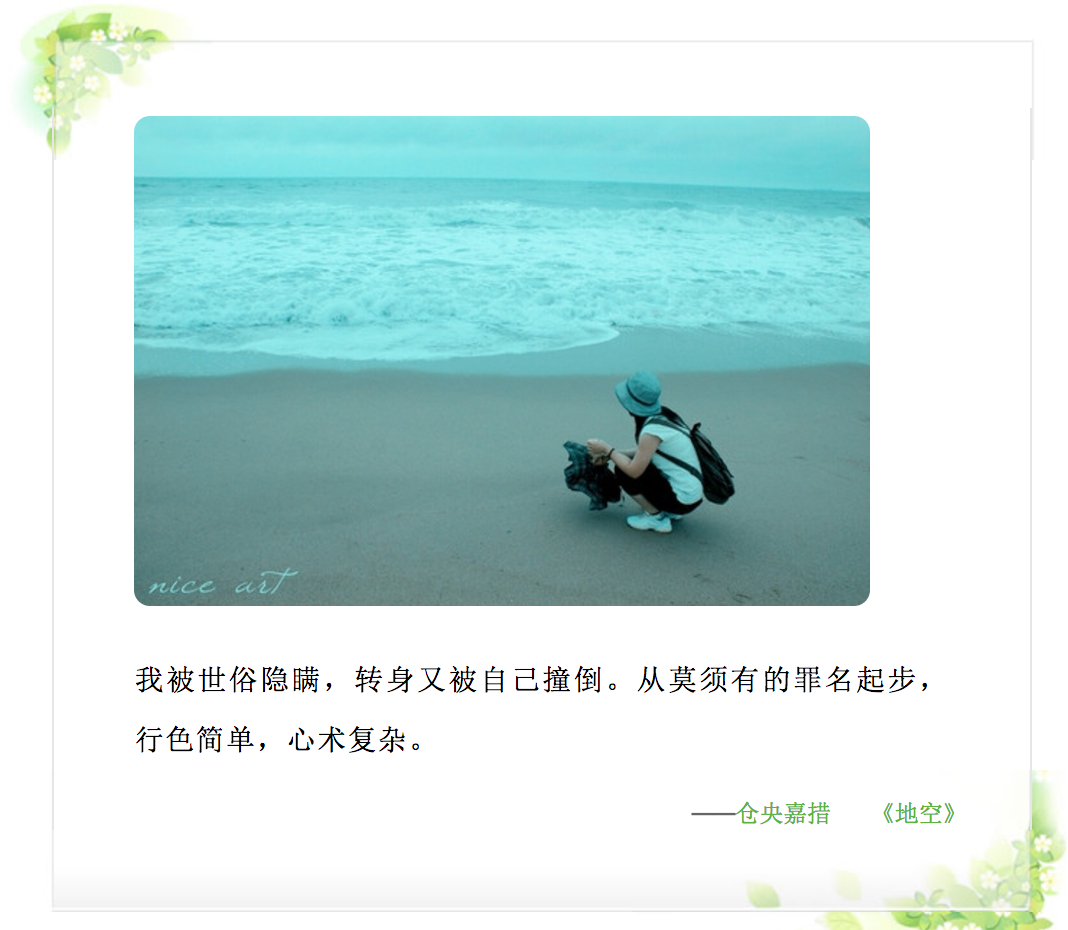 nice art
我被世俗隐瞒，转身又被自己撞倒。从莫须有的罪名起步，
行色简单，心术复杂。
——仓央嘉措 《地空》